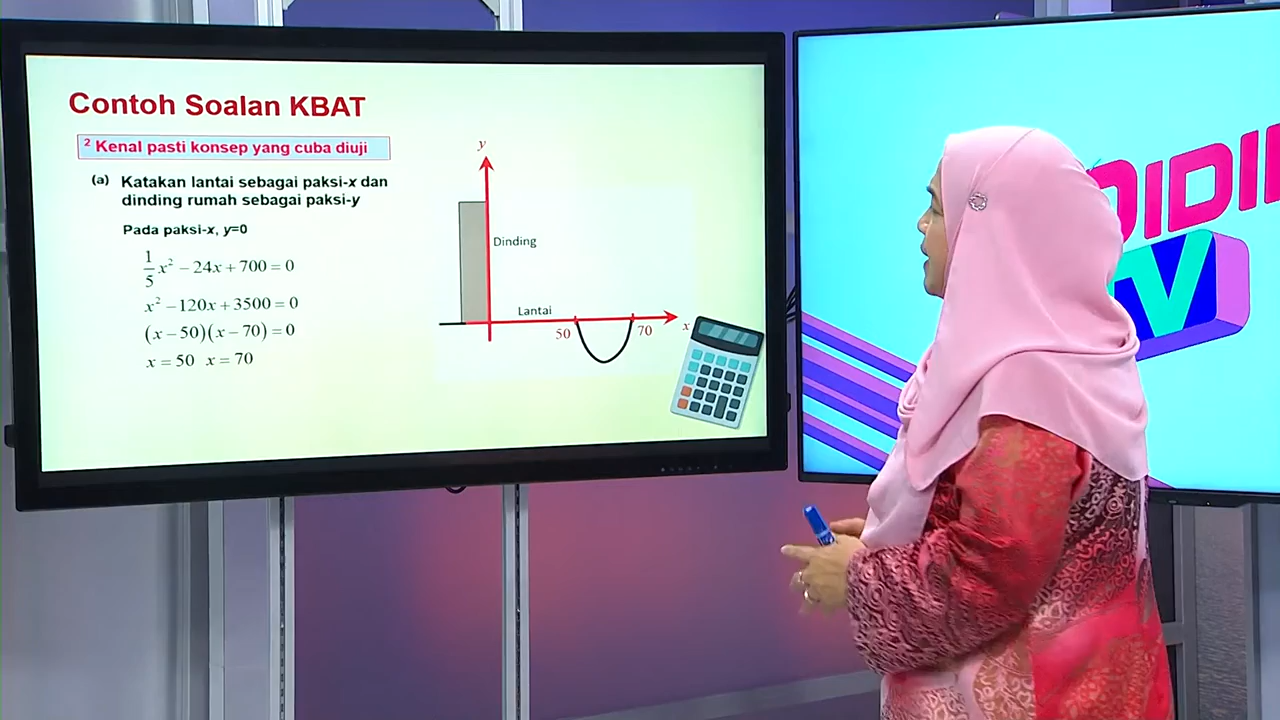 Contoh Soalan KBAT
² Kenal pasti konsep yang cuba diuji
(a) Katakan lantai sebagai paksi-x dan
dinding rumah sebagai paksi-y
Pada paksi-x, y=0
1/5 x² − 24x + 700 = 0
x² − 120x + 3500 = 0
(x − 50)(x − 70) = 0
x = 50 x = 70
y
Dinding
Lantai
50
70
x
TV